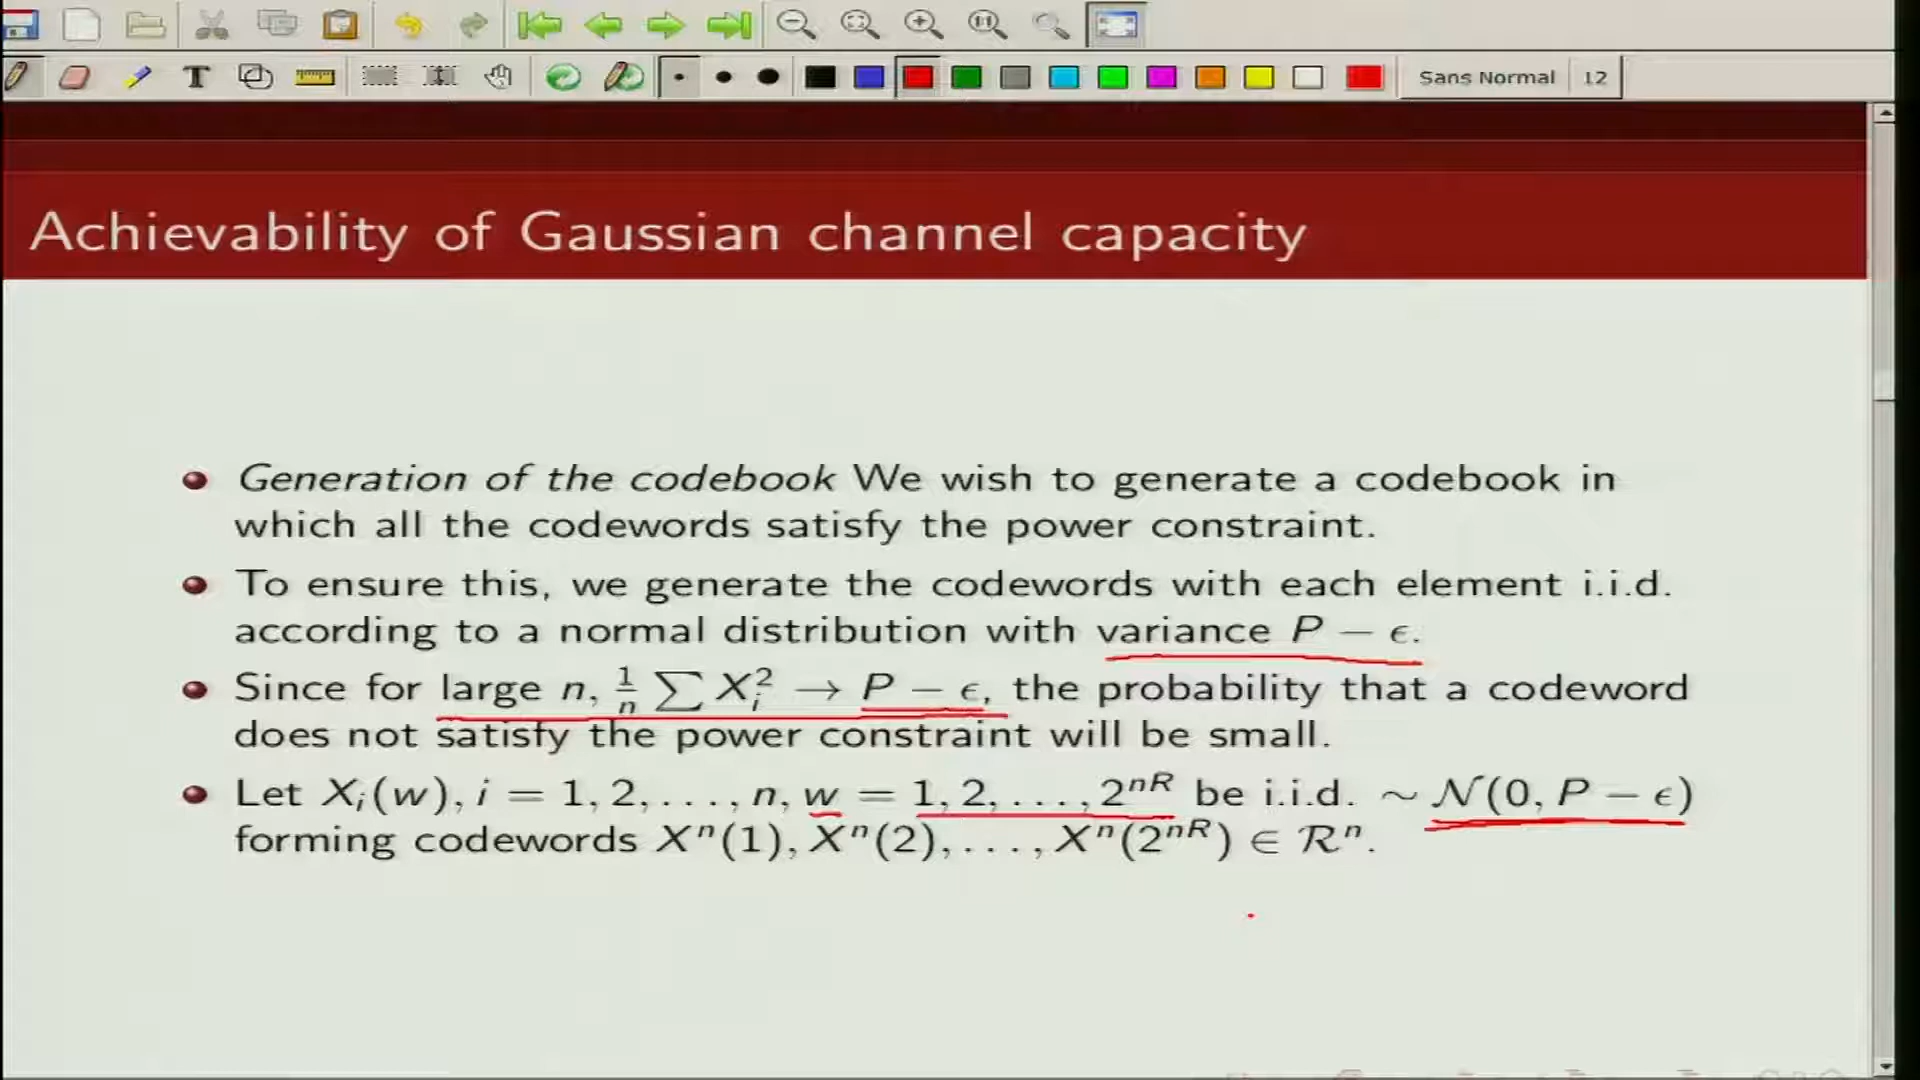 Sans Normal 12
Achievability of Gaussian channel capacity
Generation of the codebook We wish to generate a codebook in
which all the codewords satisfy the power constraint.
To ensure this, we generate the codewords with each element i.i.d.
according to a normal distribution with variance P − ϵ.
Since for large n, 1/n ∑ X_i^2 → P − ϵ, the probability that a codeword
does not satisfy the power constraint will be small.
Let X_i(w), i = 1, 2, . . . , n, w = 1, 2, . . . , 2^{nR} be i.i.d. ~ 𝒩(0, P − ϵ)
forming codewords X^n(1), X^n(2), . . . , X^n(2^{nR}) ∈ ℛ^n.